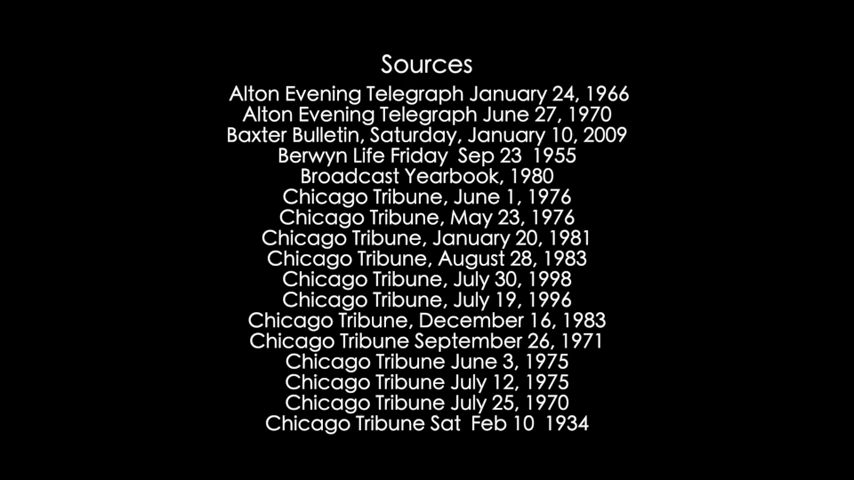 Sources
Alton Evening Telegraph January 24, 1966
Alton Evening Telegraph June 27, 1970
Baxter Bulletin, Saturday, January 10, 2009
Berwyn Life Friday  Sep 23  1955
Broadcast Yearbook, 1980
Chicago Tribune, June 1, 1976
Chicago Tribune, May 23, 1976
Chicago Tribune, January 20, 1981
Chicago Tribune, August 28, 1983
Chicago Tribune, July 30, 1998
Chicago Tribune, July 19, 1996
Chicago Tribune, December 16, 1983
Chicago Tribune September 26, 1971
Chicago Tribune June 3, 1975
Chicago Tribune July 12, 1975
Chicago Tribune July 25, 1970
Chicago Tribune Sat  Feb 10  1934